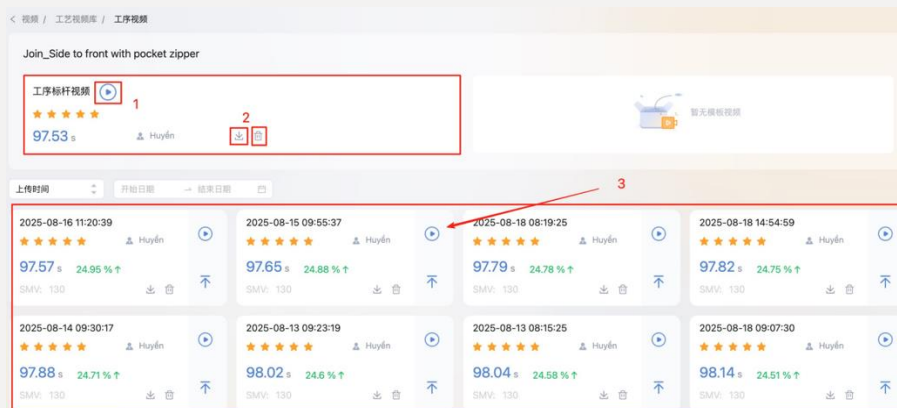 < 视频 / 工艺视频库 / 工序视频
Join_Side to front with pocket zipper
工序标杆视频
1
2
97.53 s Huyền
暂无模板视频
上传时间 开始日期 → 结束日期
3
2025-08-16 11:20:39
Huyền
97.57 s 24.95 % ↑
SMV: 130
2025-08-15 09:55:37
Huyền
97.65 s 24.88 % ↑
SMV: 130
2025-08-18 08:19:25
Huyền
97.79 s 24.78 % ↑
SMV: 130
2025-08-18 14:54:59
Huyền
97.82 s 24.75 % ↑
SMV: 130
2025-08-14 09:30:17
Huyền
97.88 s 24.71 % ↑
SMV: 130
2025-08-13 09:23:19
Huyền
98.02 s 24.6 % ↑
SMV: 130
2025-08-13 08:15:25
Huyền
98.04 s 24.58 % ↑
SMV: 130
2025-08-18 09:07:30
Huyền
98.14 s 24.51 % ↑
SMV: 130